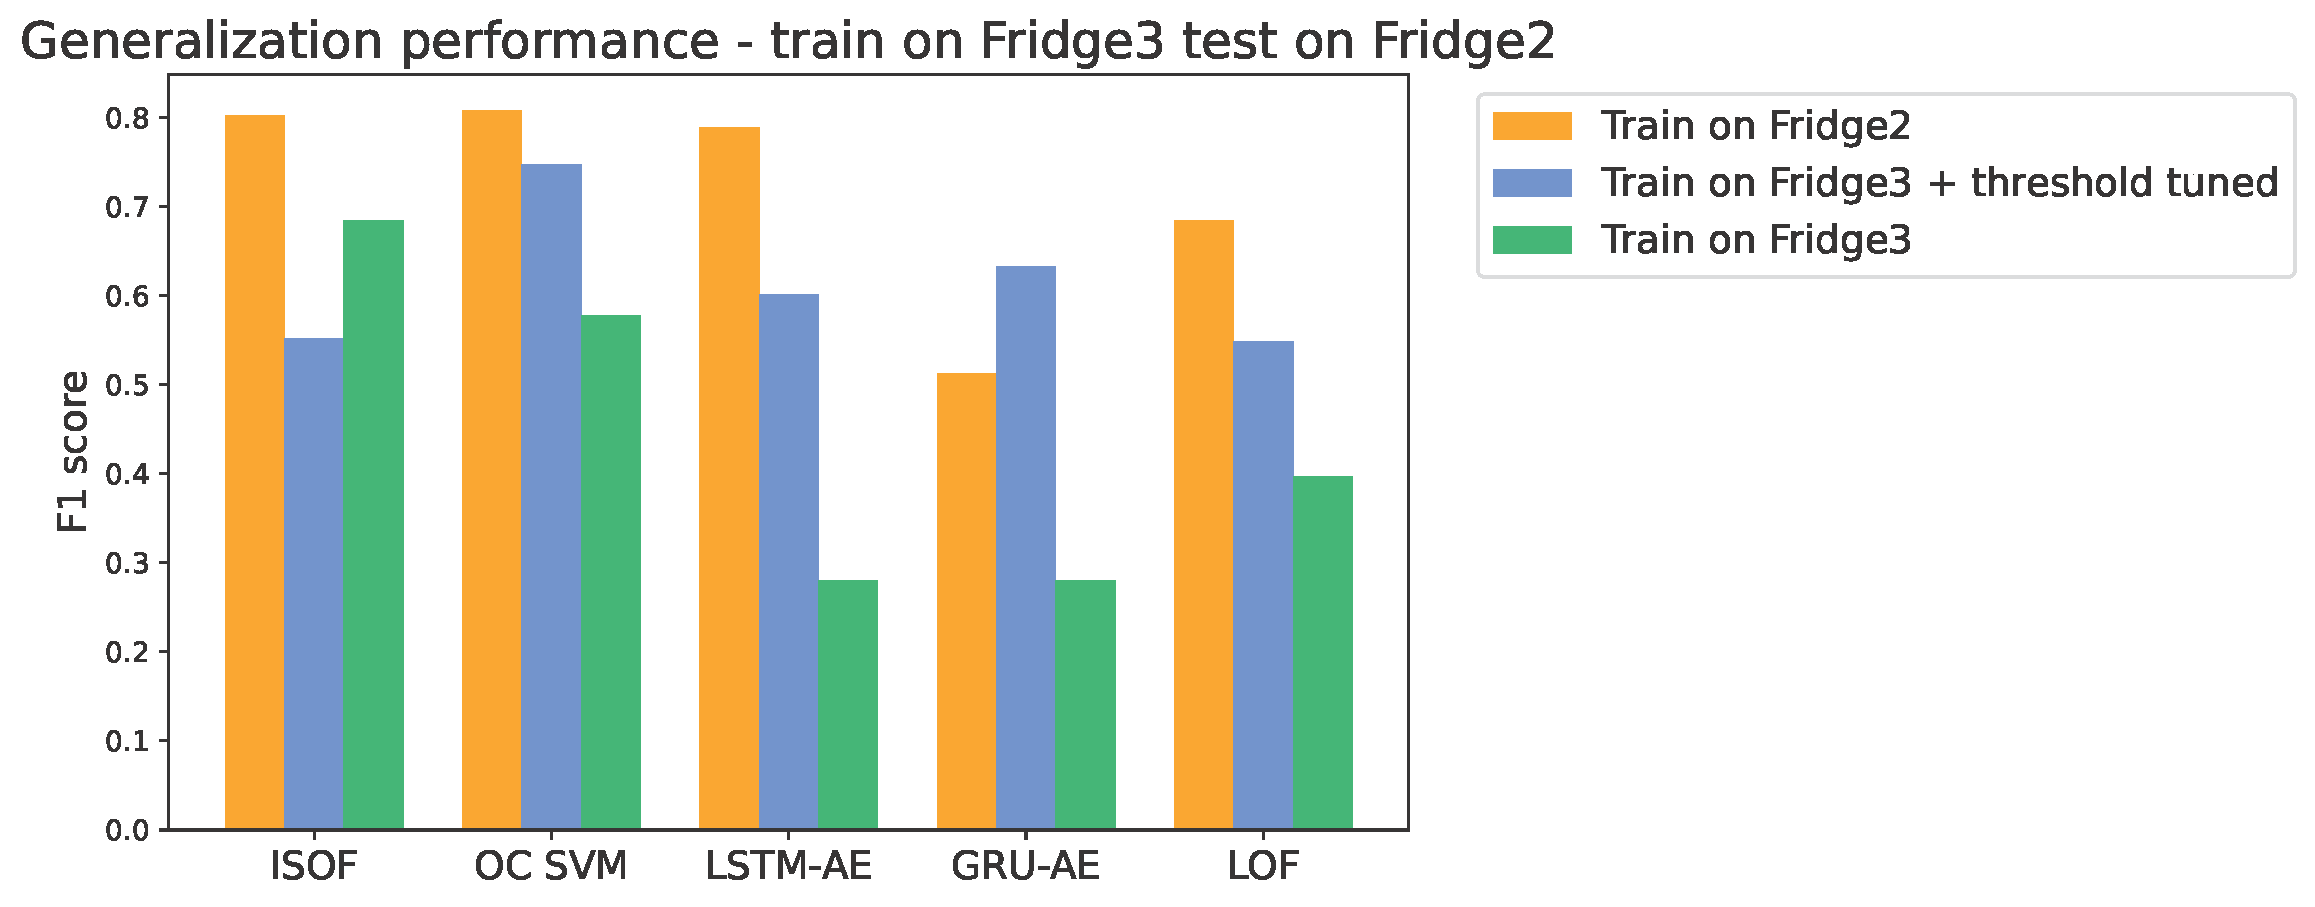 Generalization performance - train on Fridge3 test on Fridge2
Train on Fridge2
Train on Fridge3 + threshold tuned
Train on Fridge3
F1 score
0.8
0.7
0.6
0.5
0.4
0.3
0.2
0.1
0.0
ISOF
OC SVM
LSTM-AE
GRU-AE
LOF